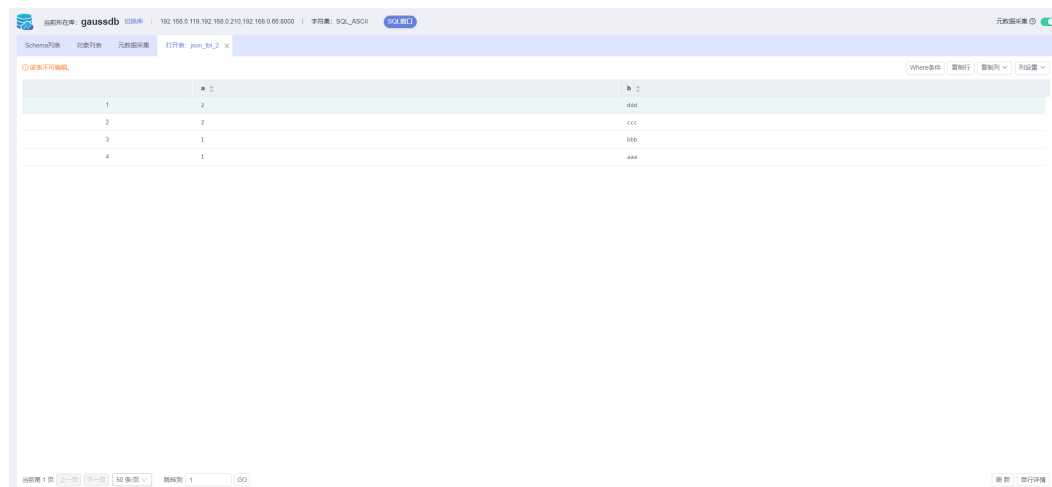 当前所在库: gaussdb 切换库 | 192.168.0.119,192.168.0.210,192.168.0.66:8000 | 字符集: SQL_ASCII SQL窗口 元数据采集
Schema列表 对象列表 元数据采集 打开表: json_tbl_2 X
该表不可编辑。 Where条件 复制行 复制列 列设置
a b
1 2 ddd
2 2 ccc
3 1 bbb
4 1 aaa
当前第 1 页 上一页 下一页 50 条/页 跳转到 1 GO 刷 新 单行详情